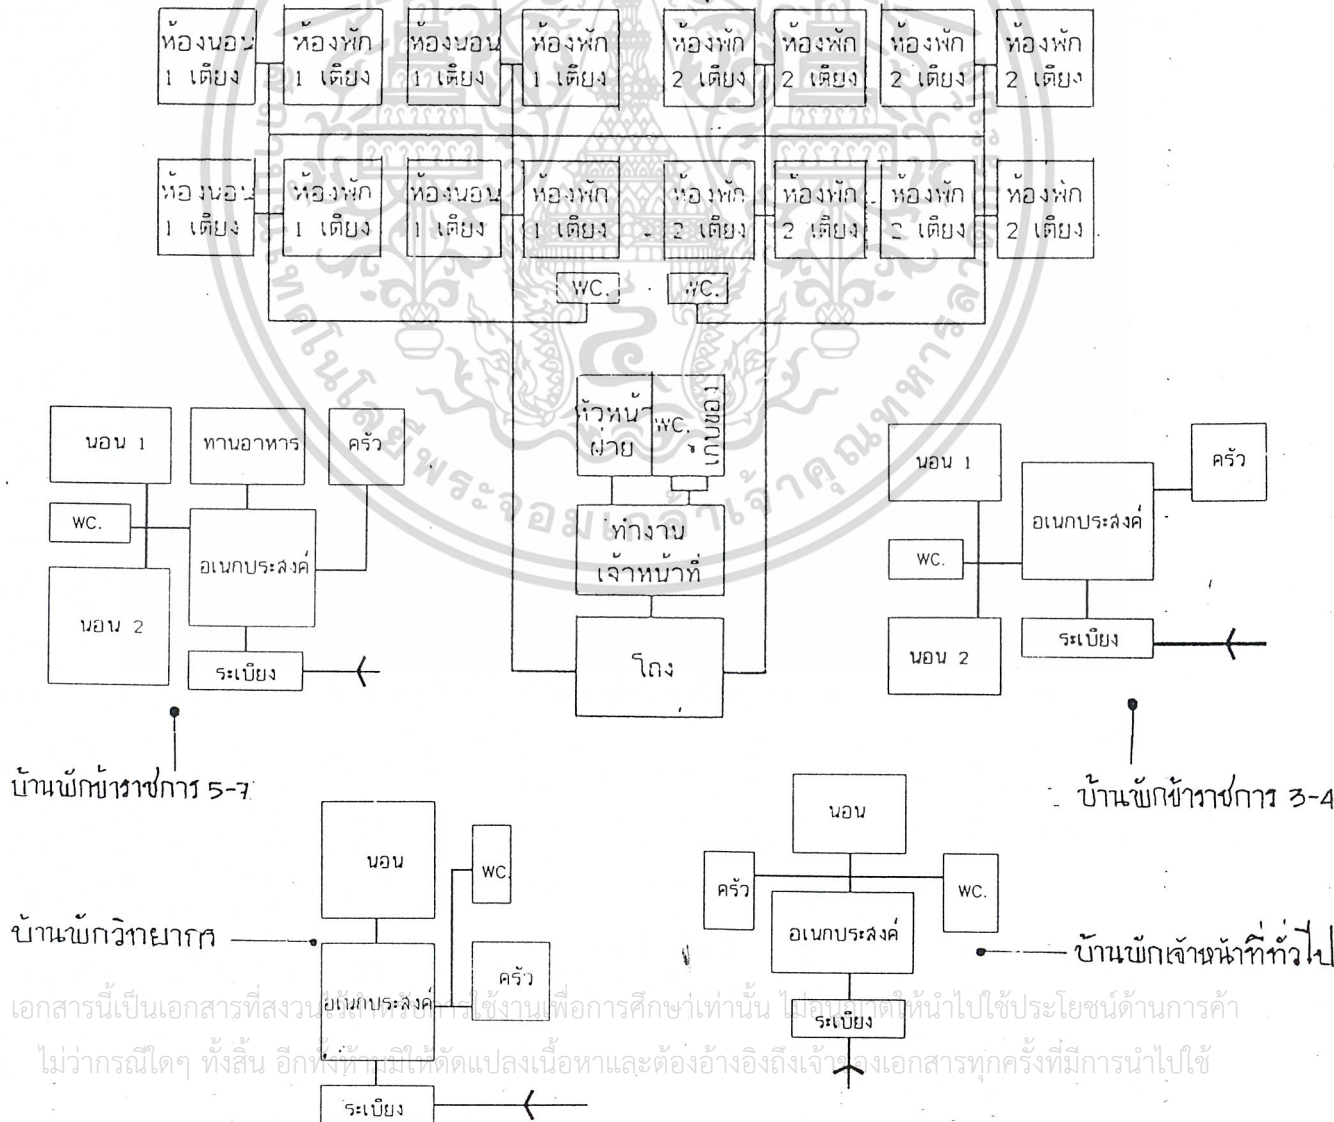 ห้องนอน ห้องพัก ห้องนอน ห้องพัก ห้องพัก ห้องพัก ห้องพัก ห้องพัก
1 เตียง 1 เตียง 1 เตียง 1 เตียง 2 เตียง 2 เตียง 2 เตียง 2 เตียง
ห้องนอน ห้องพัก ห้องนอน ห้องพัก ห้องพัก ห้องพัก ห้องพัก ห้องพัก
1 เตียง 1 เตียง 1 เตียง 1 เตียง 2 เตียง 2 เตียง 2 เตียง 2 เตียง
WC. WC.
หัวหน้า
ฝ่าย
WC.
เก็บของ
ทำงาน
เจ้าหน้าที่
โถง
นอน 1
ทานอาหาร
ครัว
WC.
อเนกประสงค์
นอน 2
ระเบียง
บ้านพักข้าราชการ 5-7
นอน 1
ครัว
อเนกประสงค์
WC.
นอน 2
ระเบียง
บ้านพักข้าราชการ 3-4
นอน
WC.
บ้านพักวิทยากร
อเนกประสงค์
ครัว
ระเบียง
นอน
ครัว
WC.
อเนกประสงค์
บ้านพักเจ้าหน้าที่ทั่วไป
ระเบียง
เอกสารนี้เป็นเอกสารที่สงวนไว้สำหรับการใช้งานเพื่อการศึกษาเท่านั้น ไม่อนุญาตให้นำไปใช้ประโยชน์ด้านการค้า
ไม่ว่ากรณีใดๆ ทั้งสิ้น อีกทั้งห้ามมิให้ดัดแปลงเนื้อหาและต้องอ้างอิงถึงเจ้าของเอกสารทุกครั้งที่มีการนำไปใช้